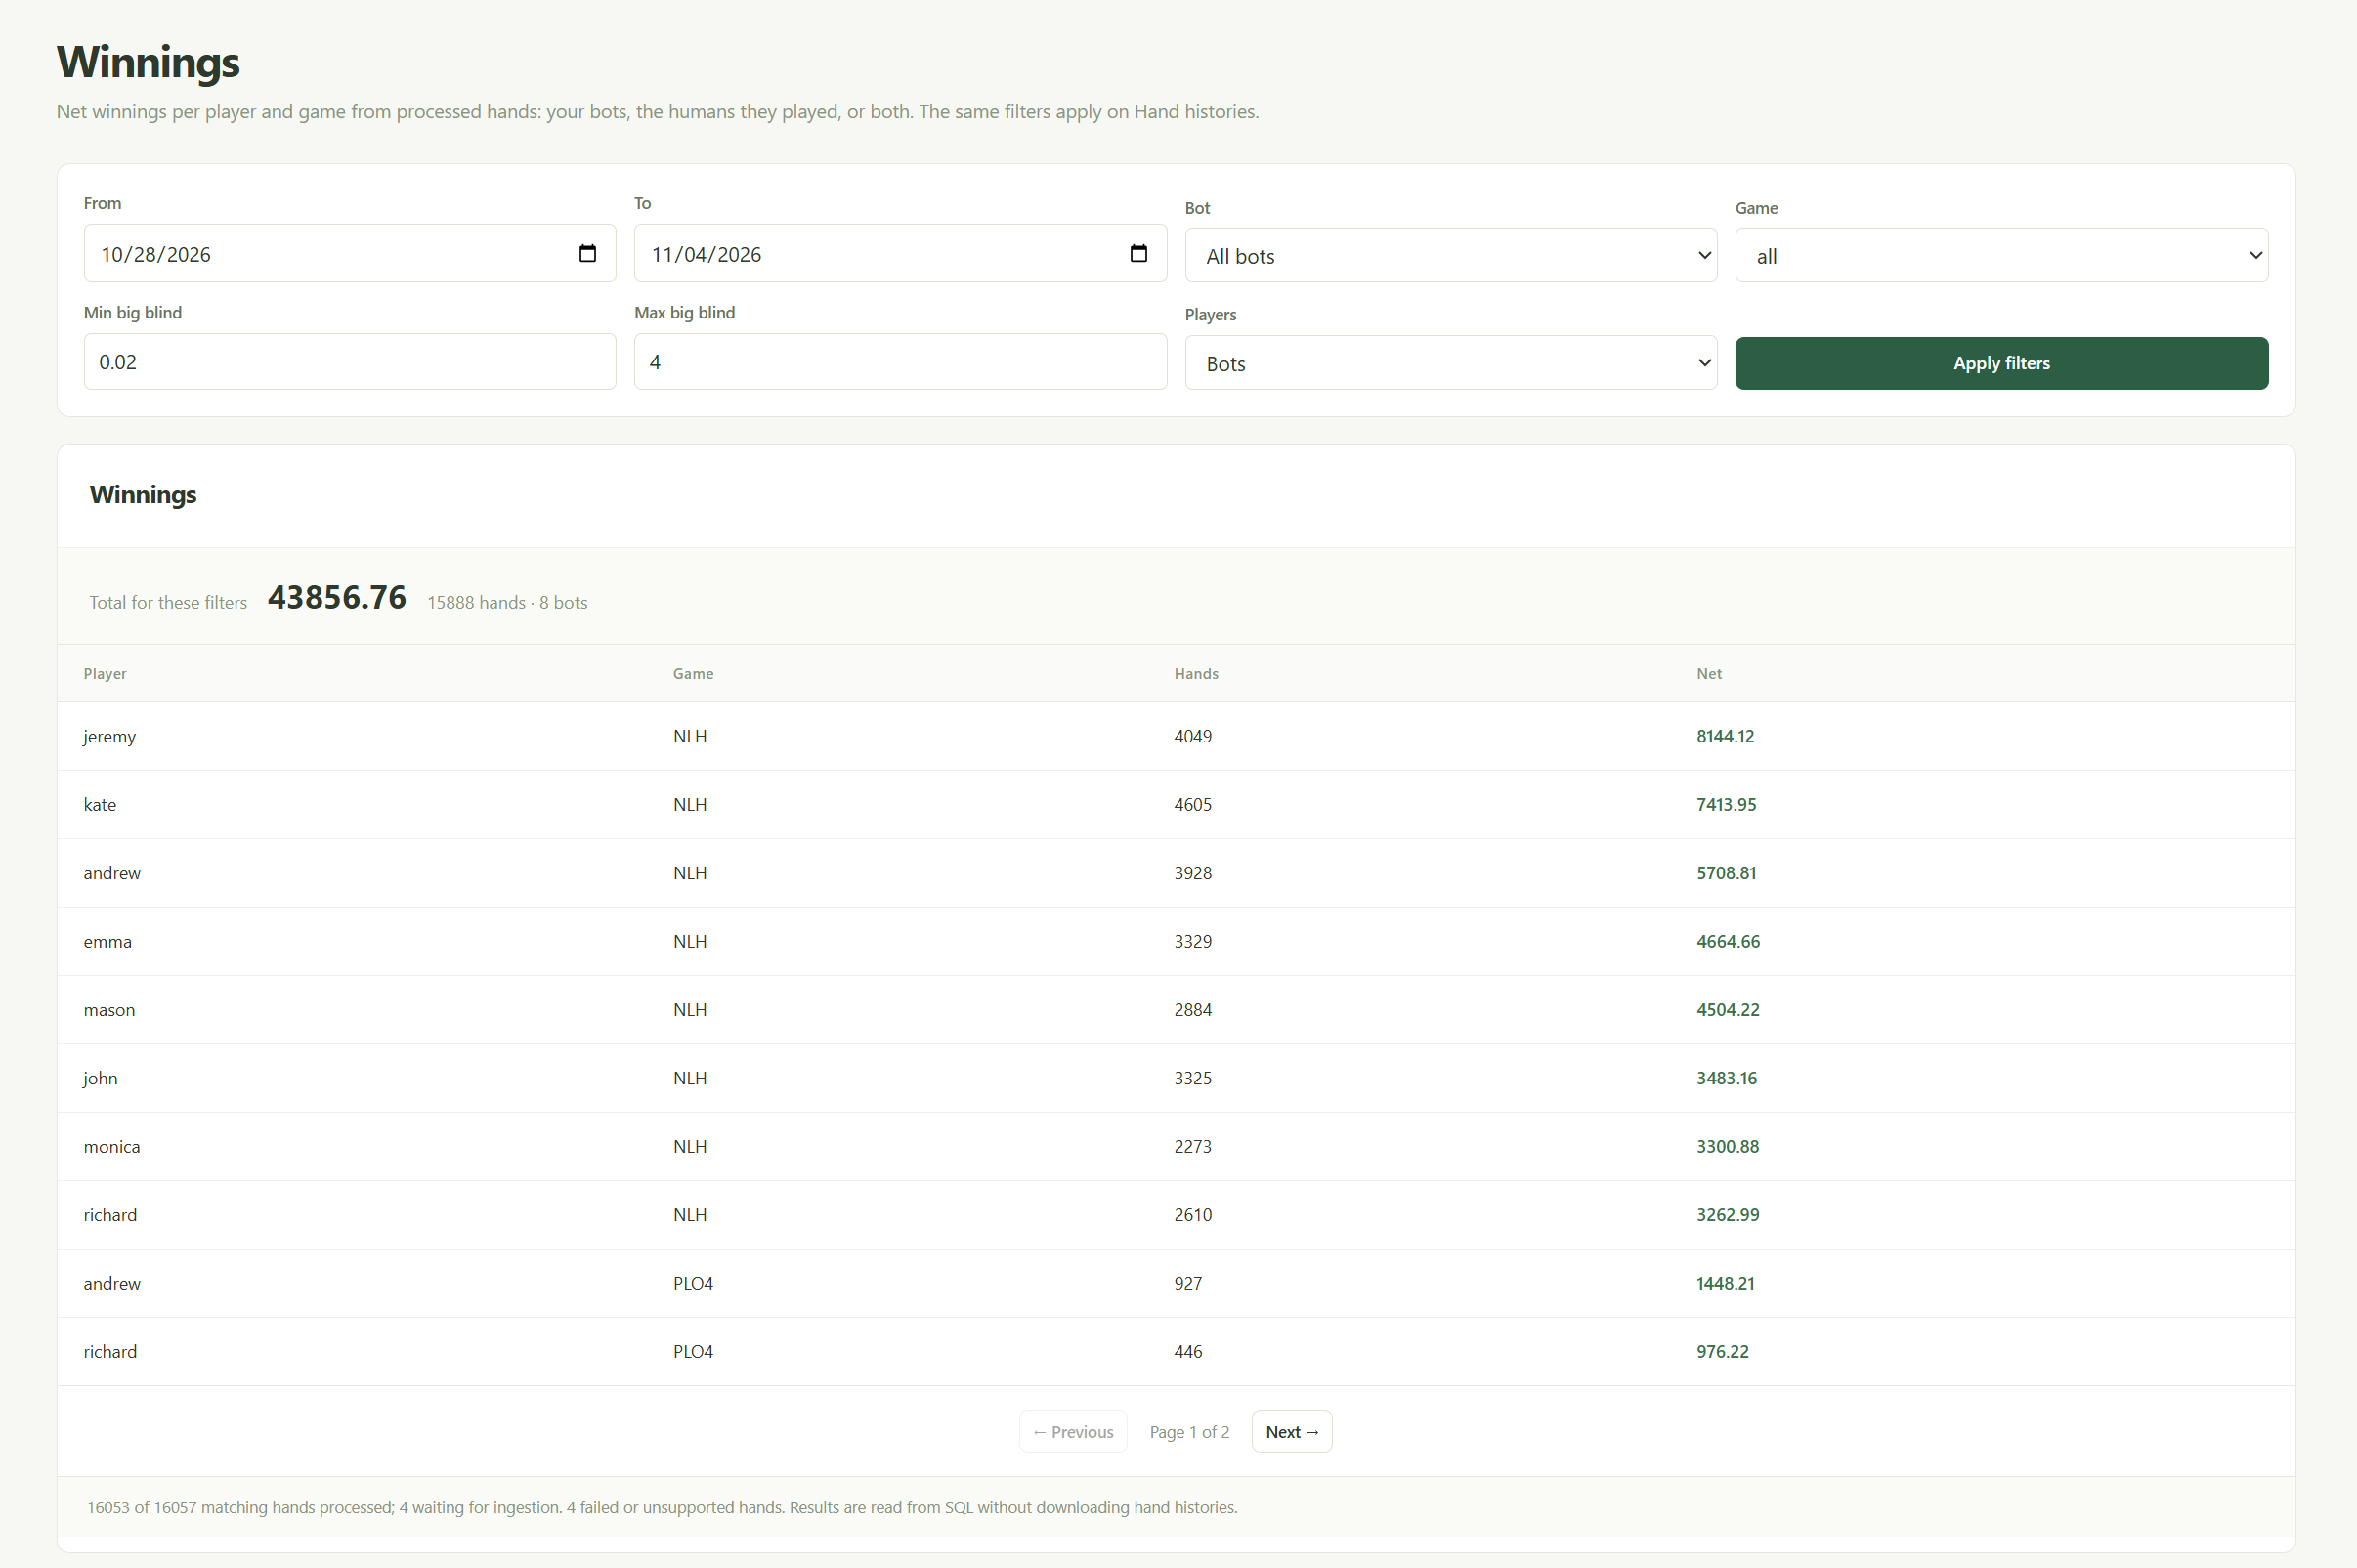 Winnings
Net winnings per player and game from processed hands: your bots, the humans they played, or both. The same filters apply on Hand histories.
From To Bot Game
10/28/2026 11/04/2026 All bots all
Min big blind Max big blind Players
0.02 4 Bots Apply filters
Winnings
Total for these filters 43856.76 15888 hands · 8 bots
Player Game Hands Net
jeremy NLH 4049 8144.12
kate NLH 4605 7413.95
andrew NLH 3928 5708.81
emma NLH 3329 4664.66
mason NLH 2884 4504.22
john NLH 3325 3483.16
monica NLH 2273 3300.88
richard NLH 2610 3262.99
andrew PLO4 927 1448.21
richard PLO4 446 976.22
← Previous Page 1 of 2 Next →
16053 of 16057 matching hands processed; 4 waiting for ingestion. 4 failed or unsupported hands. Results are read from SQL without downloading hand histories.